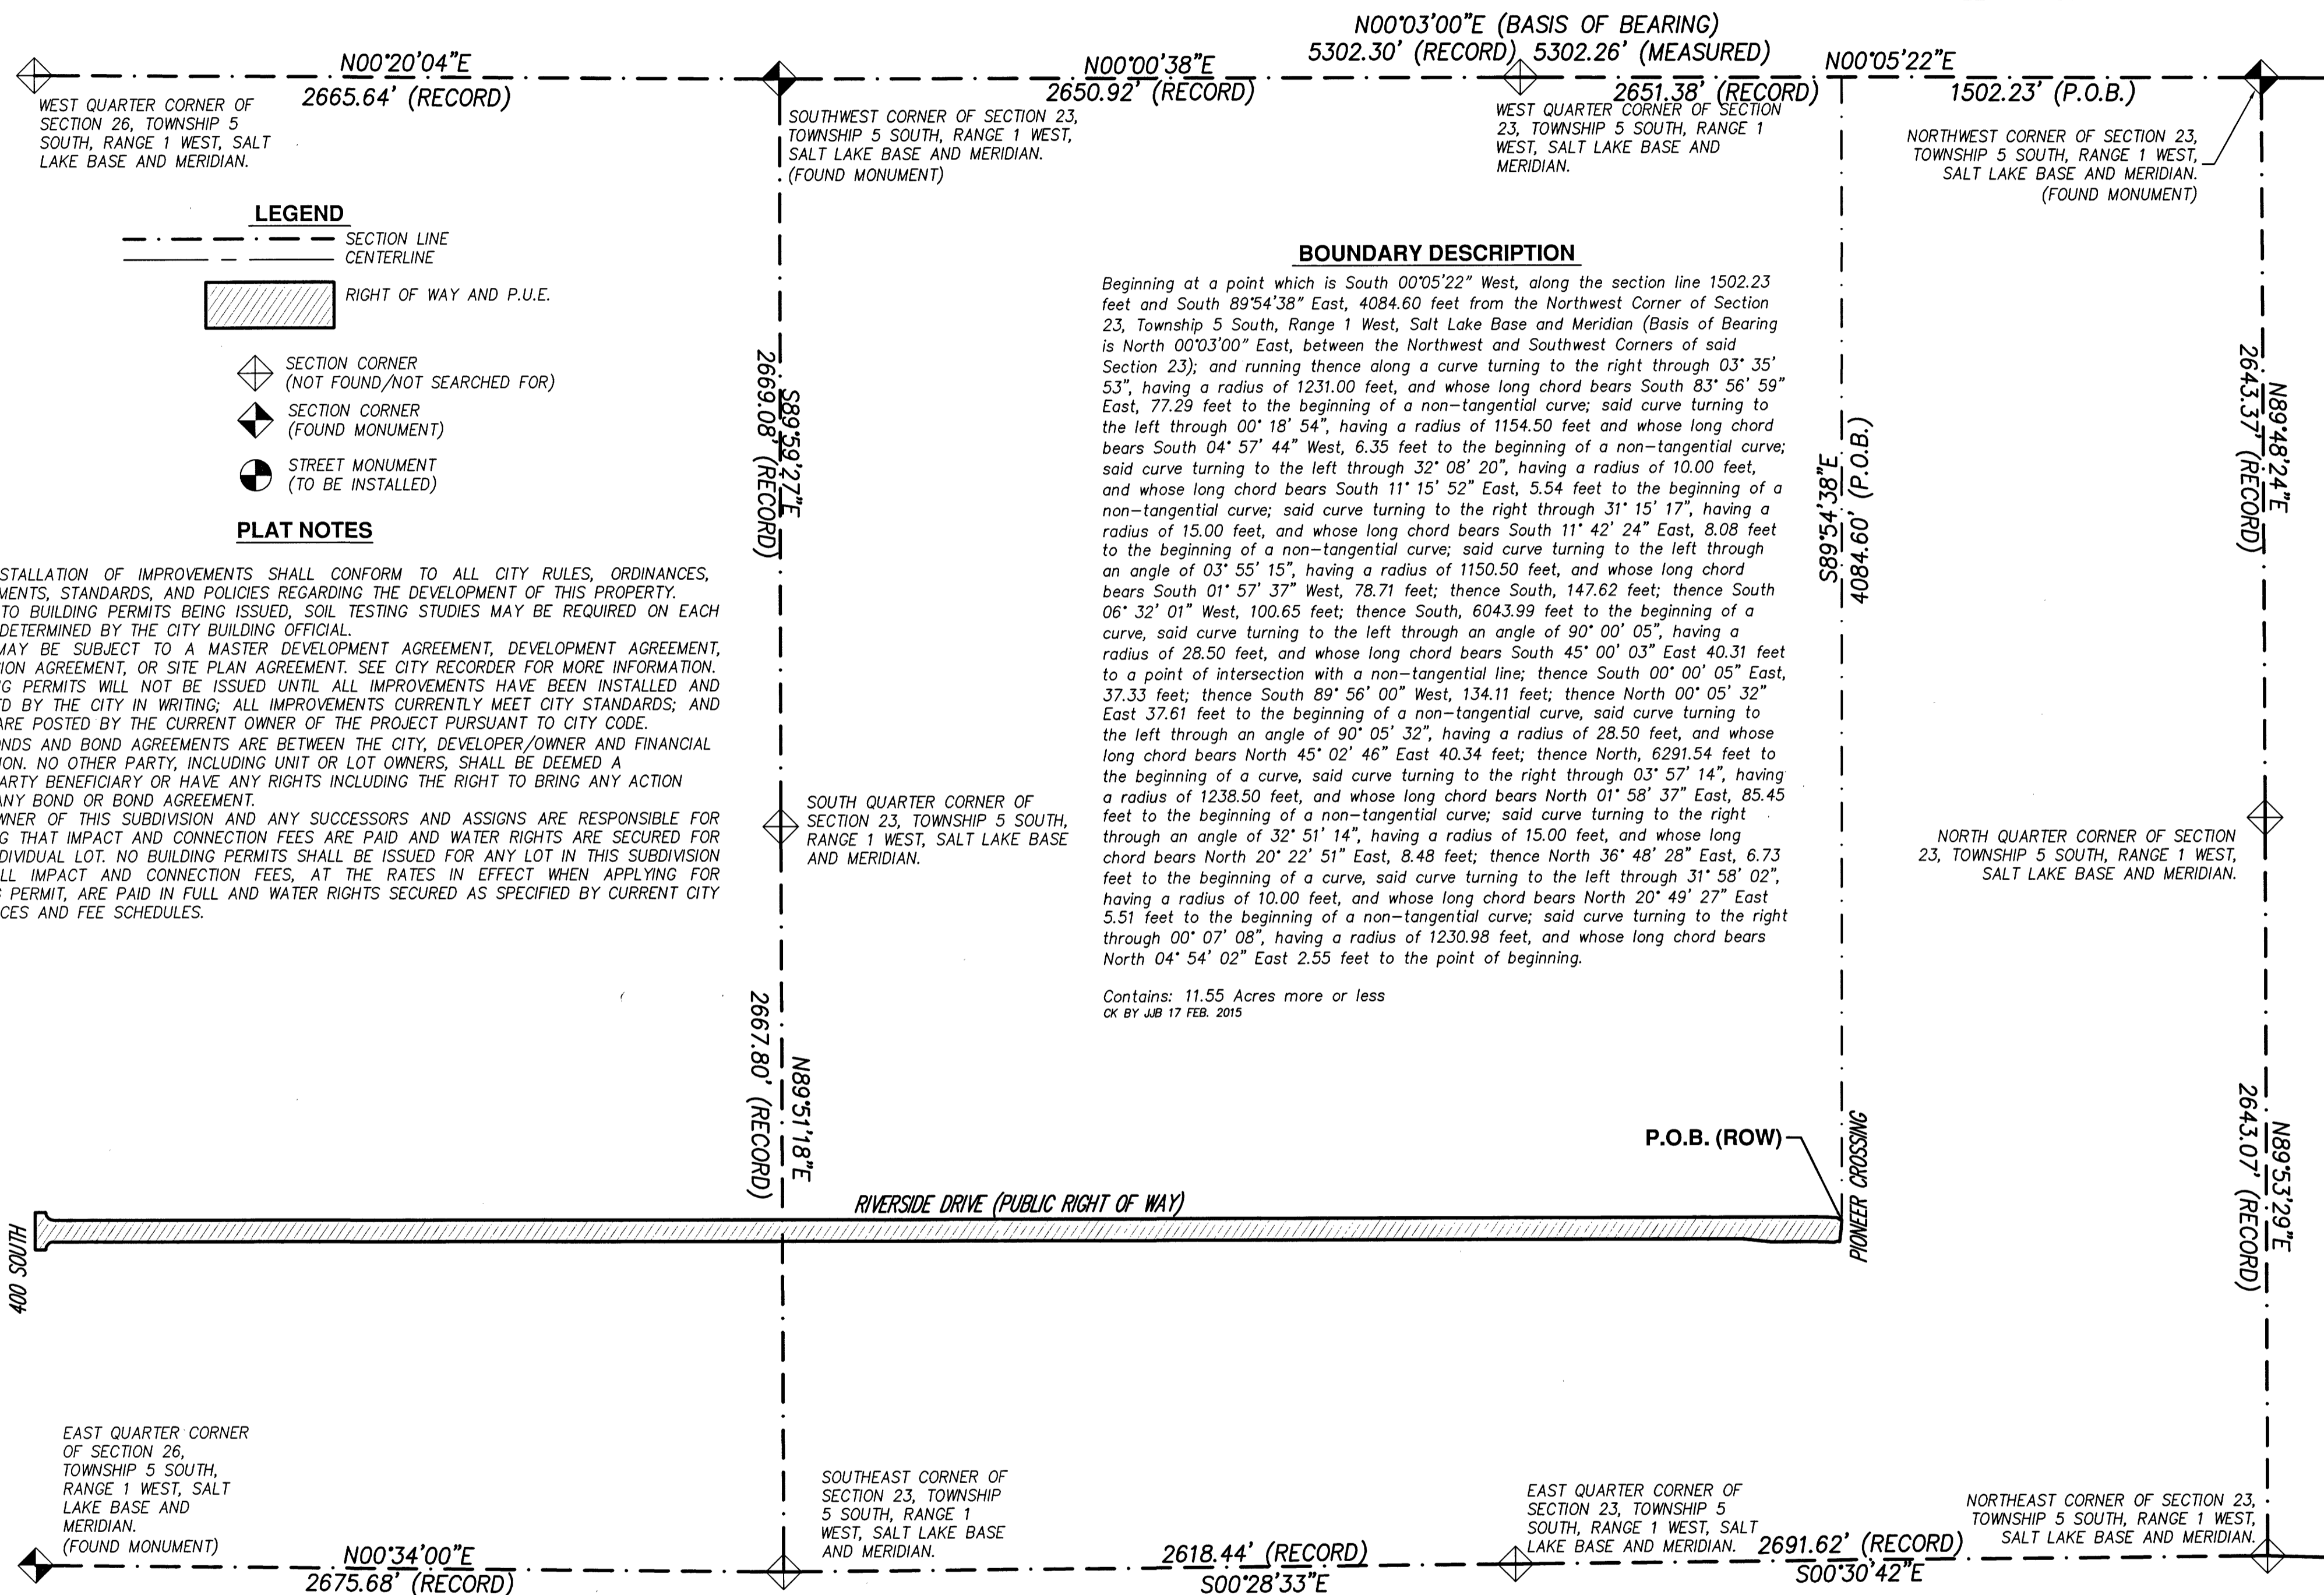 N00°03'00"E (BASIS OF BEARING)
5302.30' (RECORD) 5302.26' (MEASURED)
N00°20'04"E
2665.64' (RECORD)
N00°00'38"E
2650.92' (RECORD)
2651.38' (RECORD)
N00°05'22"E
1502.23' (P.O.B.)
WEST QUARTER CORNER OF
SECTION 26, TOWNSHIP 5
SOUTH, RANGE 1 WEST, SALT
LAKE BASE AND MERIDIAN.
SOUTHWEST CORNER OF SECTION 23,
TOWNSHIP 5 SOUTH, RANGE 1 WEST,
SALT LAKE BASE AND MERIDIAN.
(FOUND MONUMENT)
WEST QUARTER CORNER OF SECTION
23, TOWNSHIP 5 SOUTH, RANGE 1
WEST, SALT LAKE BASE AND
MERIDIAN.
NORTHWEST CORNER OF SECTION 23,
TOWNSHIP 5 SOUTH, RANGE 1 WEST,
SALT LAKE BASE AND MERIDIAN.
(FOUND MONUMENT)
LEGEND
SECTION LINE
CENTERLINE
RIGHT OF WAY AND P.U.E.
SECTION CORNER
(NOT FOUND/NOT SEARCHED FOR)
SECTION CORNER
(FOUND MONUMENT)
STREET MONUMENT
(TO BE INSTALLED)
PLAT NOTES
STALLATION OF IMPROVEMENTS SHALL CONFORM TO ALL CITY RULES, ORDINANCES,
MENTS, STANDARDS, AND POLICIES REGARDING THE DEVELOPMENT OF THIS PROPERTY.
TO BUILDING PERMITS BEING ISSUED, SOIL TESTING STUDIES MAY BE REQUIRED ON EACH
DETERMINED BY THE CITY BUILDING OFFICIAL.
MAY BE SUBJECT TO A MASTER DEVELOPMENT AGREEMENT, DEVELOPMENT AGREEMENT,
ION AGREEMENT, OR SITE PLAN AGREEMENT. SEE CITY RECORDER FOR MORE INFORMATION.
G PERMITS WILL NOT BE ISSUED UNTIL ALL IMPROVEMENTS HAVE BEEN INSTALLED AND
ED BY THE CITY IN WRITING; ALL IMPROVEMENTS CURRENTLY MEET CITY STANDARDS; AND
ARE POSTED BY THE CURRENT OWNER OF THE PROJECT PURSUANT TO CITY CODE.
NDS AND BOND AGREEMENTS ARE BETWEEN THE CITY, DEVELOPER/OWNER AND FINANCIAL
ION. NO OTHER PARTY, INCLUDING UNIT OR LOT OWNERS, SHALL BE DEEMED A
ARTY BENEFICIARY OR HAVE ANY RIGHTS INCLUDING THE RIGHT TO BRING ANY ACTION
ANY BOND OR BOND AGREEMENT.
WNER OF THIS SUBDIVISION AND ANY SUCCESSORS AND ASSIGNS ARE RESPONSIBLE FOR
G THAT IMPACT AND CONNECTION FEES ARE PAID AND WATER RIGHTS ARE SECURED FOR
DIVIDUAL LOT. NO BUILDING PERMITS SHALL BE ISSUED FOR ANY LOT IN THIS SUBDIVISION
LL IMPACT AND CONNECTION FEES, AT THE RATES IN EFFECT WHEN APPLYING FOR
G PERMIT, ARE PAID IN FULL AND WATER RIGHTS SECURED AS SPECIFIED BY CURRENT CITY
CES AND FEE SCHEDULES.
S89°59'27"E
2669.08' (RECORD)
SOUTH QUARTER CORNER OF
SECTION 23, TOWNSHIP 5 SOUTH,
RANGE 1 WEST, SALT LAKE BASE
AND MERIDIAN.
N89°51'18"E
2667.80' (RECORD)
BOUNDARY DESCRIPTION
Beginning at a point which is South 00°05'22" West, along the section line 1502.23
feet and South 89°54'38" East, 4084.60 feet from the Northwest Corner of Section
23, Township 5 South, Range 1 West, Salt Lake Base and Meridian (Basis of Bearing
is North 00°03'00" East, between the Northwest and Southwest Corners of said
Section 23); and running thence along a curve turning to the right through 03° 35'
53", having a radius of 1231.00 feet, and whose long chord bears South 83° 56' 59"
East, 77.29 feet to the beginning of a non-tangential curve; said curve turning to
the left through 00° 18' 54", having a radius of 1154.50 feet and whose long chord
bears South 04° 57' 44" West, 6.35 feet to the beginning of a non-tangential curve;
said curve turning to the left through 32° 08' 20", having a radius of 10.00 feet,
and whose long chord bears South 11° 15' 52" East, 5.54 feet to the beginning of a
non-tangential curve; said curve turning to the right through 31° 15' 17", having a
radius of 15.00 feet, and whose long chord bears South 11° 42' 24" East, 8.08 feet
to the beginning of a non-tangential curve; said curve turning to the left through
an angle of 03° 55' 15", having a radius of 1150.50 feet, and whose long chord
bears South 01° 57' 37" West, 78.71 feet; thence South, 147.62 feet; thence South
06° 32' 01" West, 100.65 feet; thence South, 6043.99 feet to the beginning of a
curve, said curve turning to the left through an angle of 90° 00' 05", having a
radius of 28.50 feet, and whose long chord bears South 45° 00' 03" East 40.31 feet
to a point of intersection with a non-tangential line; thence South 00° 00' 05" East,
37.33 feet; thence South 89° 56' 00" West, 134.11 feet; thence North 00° 05' 32"
East 37.61 feet to the beginning of a non-tangential curve, said curve turning to
the left through an angle of 90° 05' 32", having a radius of 28.50 feet, and whose
long chord bears North 45° 02' 46" East 40.34 feet; thence North, 6291.54 feet to
the beginning of a curve, said curve turning to the right through 03° 57' 14", having
a radius of 1238.50 feet, and whose long chord bears North 01° 58' 37" East, 85.45
feet to the beginning of a non-tangential curve; said curve turning to the right
through an angle of 32° 51' 14", having a radius of 15.00 feet, and whose long
chord bears North 20° 22' 51" East, 8.48 feet; thence North 36° 48' 28" East, 6.73
feet to the beginning of a curve, said curve turning to the left through 31° 58' 02",
having a radius of 10.00 feet, and whose long chord bears North 20° 49' 27" East
5.51 feet to the beginning of a non-tangential curve; said curve turning to the right
through 00° 07' 08", having a radius of 1230.98 feet, and whose long chord bears
North 04° 54' 02" East 2.55 feet to the point of beginning.
Contains: 11.55 Acres more or less
CK BY JJB 17 FEB. 2015
S89°54'38"E
4084.60' (P.O.B.)
N89°48'24"E
2643.37' (RECORD)
NORTH QUARTER CORNER OF SECTION
23, TOWNSHIP 5 SOUTH, RANGE 1 WEST,
SALT LAKE BASE AND MERIDIAN.
N89°53'29"E
2643.07' (RECORD)
P.O.B. (ROW)
PIONEER CROSSING
RIVERSIDE DRIVE (PUBLIC RIGHT OF WAY)
400 SOUTH
EAST QUARTER CORNER
OF SECTION 26,
TOWNSHIP 5 SOUTH,
RANGE 1 WEST, SALT
LAKE BASE AND
MERIDIAN.
(FOUND MONUMENT)
SOUTHEAST CORNER OF
SECTION 23, TOWNSHIP
5 SOUTH, RANGE 1
WEST, SALT LAKE BASE
AND MERIDIAN.
EAST QUARTER CORNER OF
SECTION 23, TOWNSHIP 5
SOUTH, RANGE 1 WEST, SALT
LAKE BASE AND MERIDIAN.
NORTHEAST CORNER OF SECTION 23,
TOWNSHIP 5 SOUTH, RANGE 1 WEST,
SALT LAKE BASE AND MERIDIAN.
N00°34'00"E
2675.68' (RECORD)
2618.44' (RECORD)
S00°28'33"E
2691.62' (RECORD)
S00°30'42"E